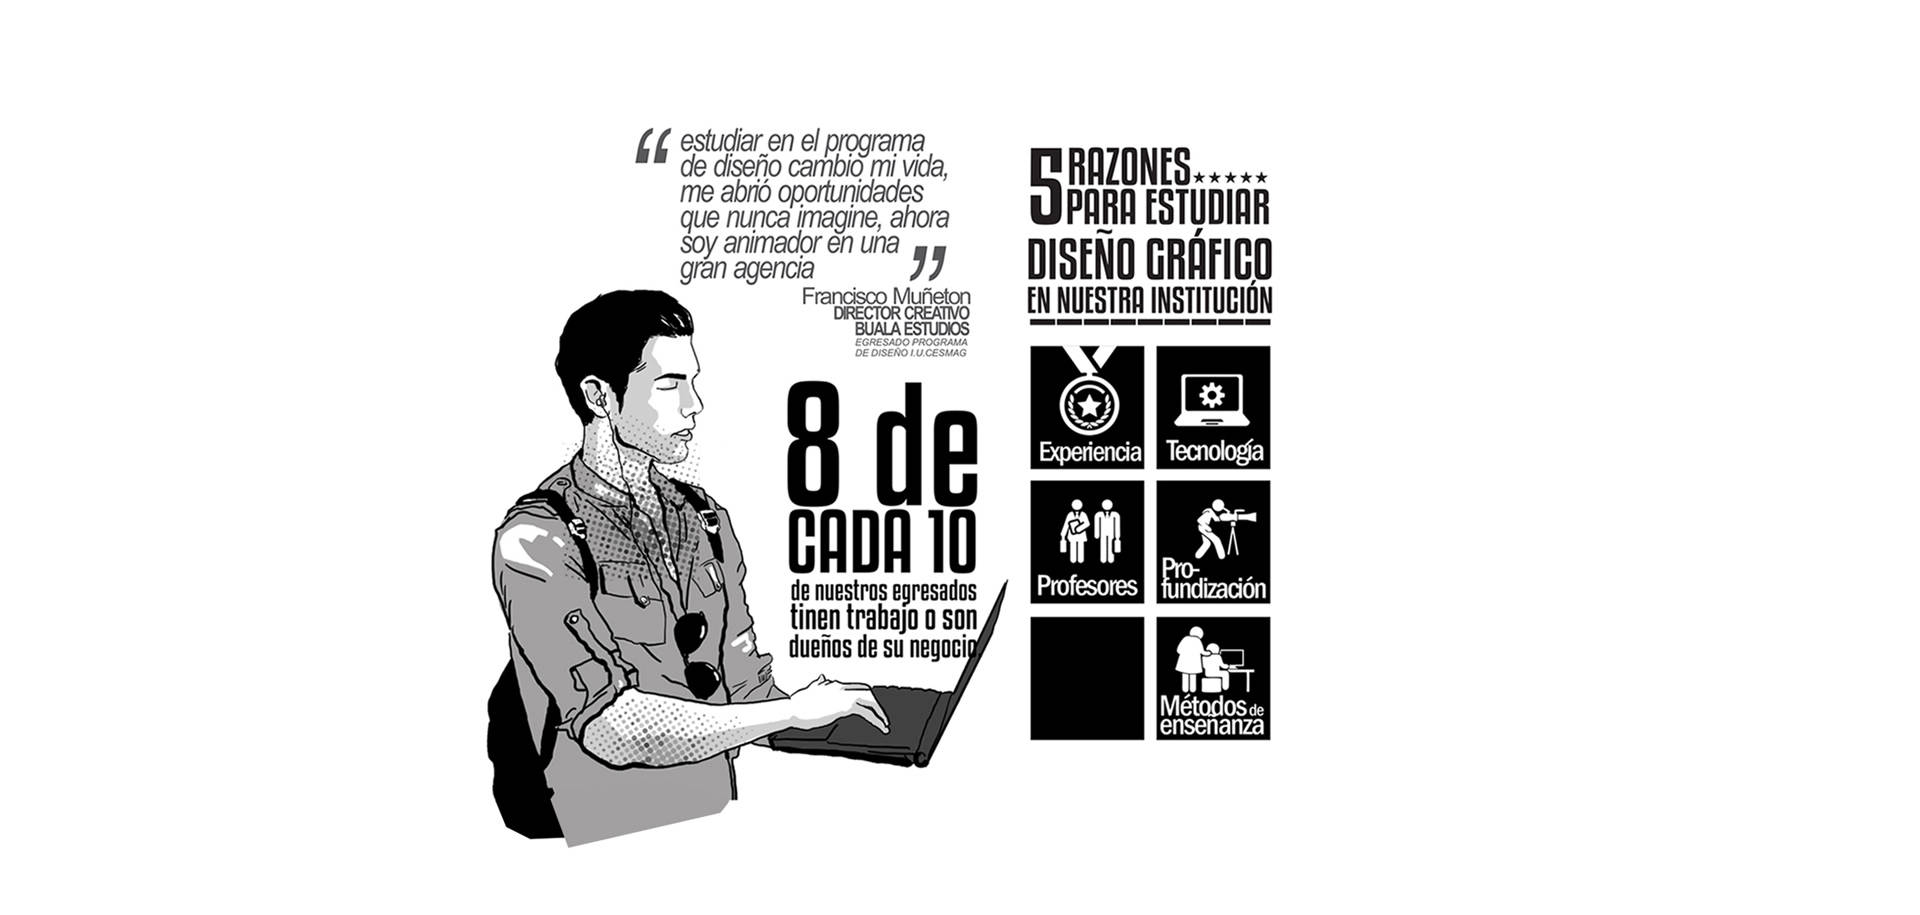 “ estudiar en el programa
de diseño cambio mi vida,
me abrió oportunidades
que nunca imagine, ahora
soy animador en una
gran agencia ”
Francisco Muñeton
DIRECTOR CREATIVO
BUALA ESTUDIOS
EGRESADO PROGRAMA
DE DISEÑO I.U.CESMAG
8 de
CADA 10
de nuestros egresados
tinen trabajo o son
dueños de su negocio
5 RAZONES
PARA ESTUDIAR
DISEÑO GRÁFICO
EN NUESTRA INSTITUCIÓN
Experiencia
Tecnología
Profesores
Pro-
fundización
Métodos de
enseñanza